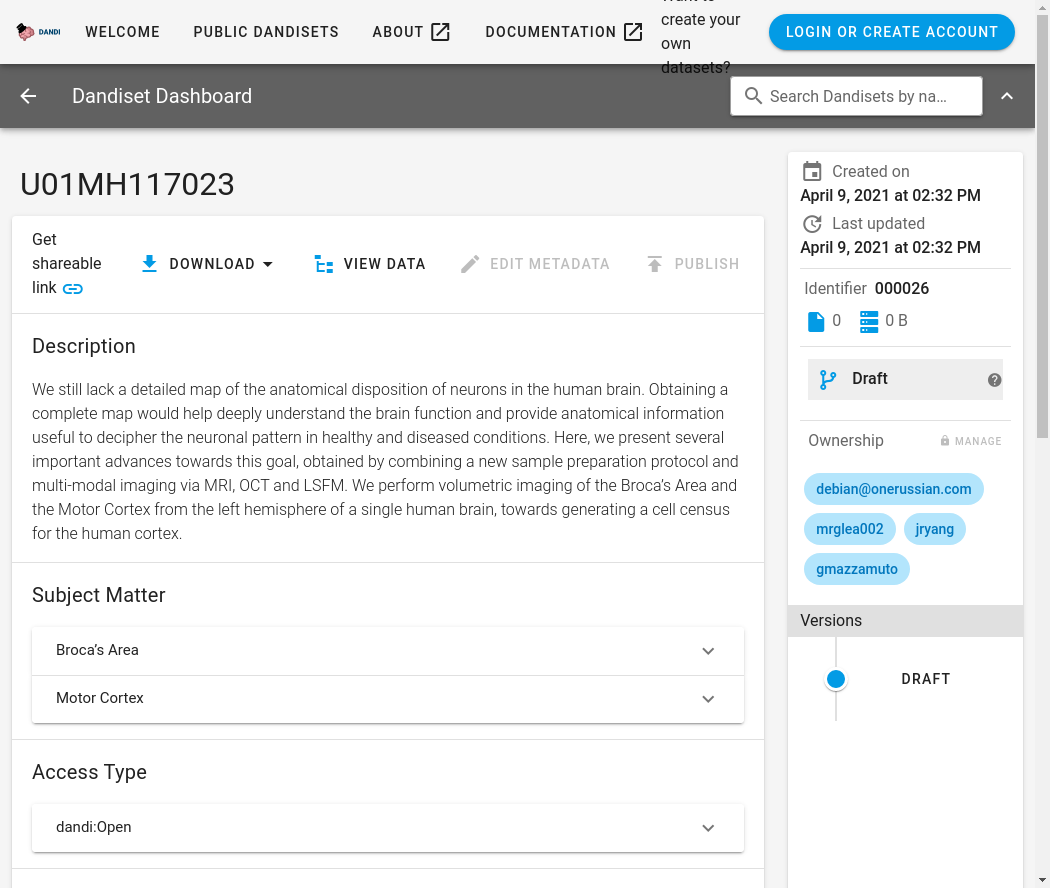 DANDI
WELCOME
PUBLIC DANDISETS
ABOUT
DOCUMENTATION
create your
own
datasets?
LOGIN OR CREATE ACCOUNT
Dandiset Dashboard
Search Dandisets by na…
U01MH117023
Get
shareable
link
DOWNLOAD
VIEW DATA
EDIT METADATA
PUBLISH
Description
We still lack a detailed map of the anatomical disposition of neurons in the human brain. Obtaining a
complete map would help deeply understand the brain function and provide anatomical information
useful to decipher the neuronal pattern in healthy and diseased conditions. Here, we present several
important advances towards this goal, obtained by combining a new sample preparation protocol and
multi-modal imaging via MRI, OCT and LSFM. We perform volumetric imaging of the Broca’s Area and
the Motor Cortex from the left hemisphere of a single human brain, towards generating a cell census
for the human cortex.
Subject Matter
Broca’s Area
Motor Cortex
Access Type
dandi:Open
Created on
April 9, 2021 at 02:32 PM
Last updated
April 9, 2021 at 02:32 PM
Identifier 000026
0 0 B
Draft
Ownership
MANAGE
debian@onerussian.com
mrglea002 jryang
gmazzamuto
Versions
DRAFT